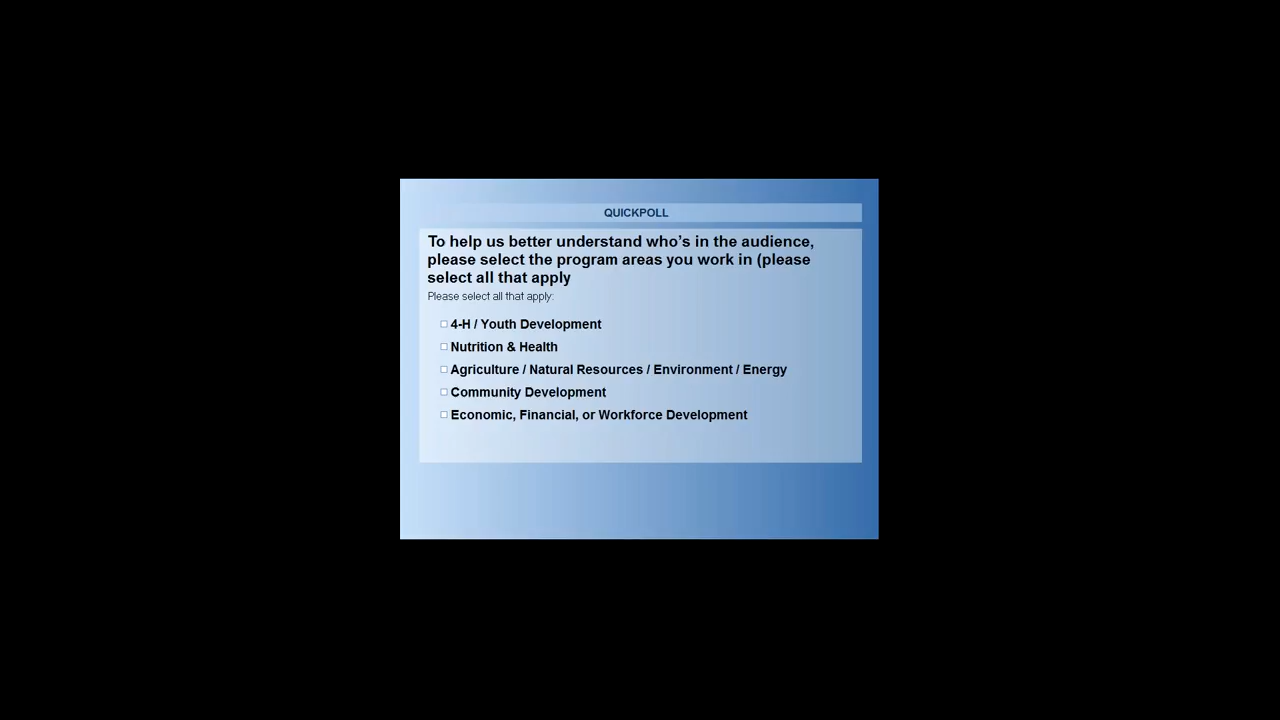 QUICKPOLL
To help us better understand who's in the audience,
please select the program areas you work in (please
select all that apply
Please select all that apply:
4-H / Youth Development
Nutrition & Health
Agriculture / Natural Resources / Environment / Energy
Community Development
Economic, Financial, or Workforce Development